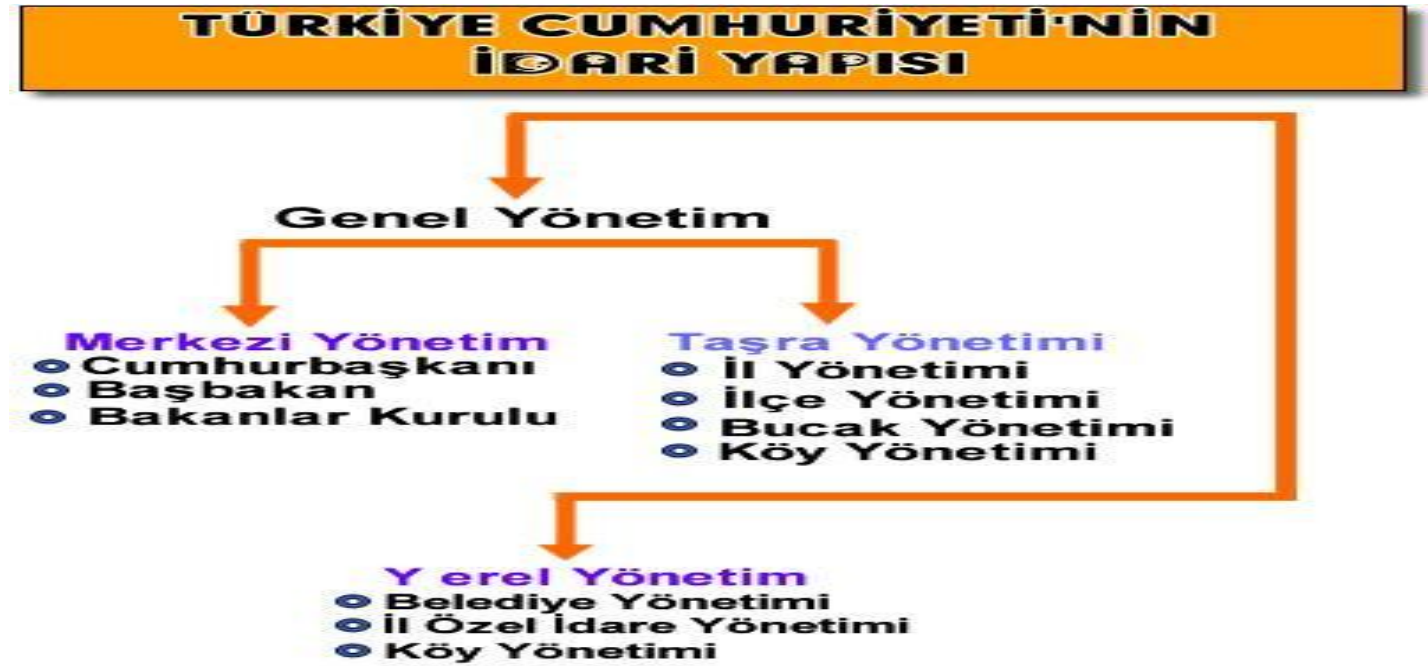 TÜRKİYE CUMHURİYETİ'NİN
İDARİ YAPISI
Genel Yönetim
Merkezi Yönetim
Cumhurbaşkanı
Başbakan
Bakanlar Kurulu
Taşra Yönetimi
İl Yönetimi
İlçe Yönetimi
Bucak Yönetimi
Köy Yönetimi
Y erel Yönetim
Belediye Yönetimi
İl Özel İdare Yönetimi
Köy Yönetimi